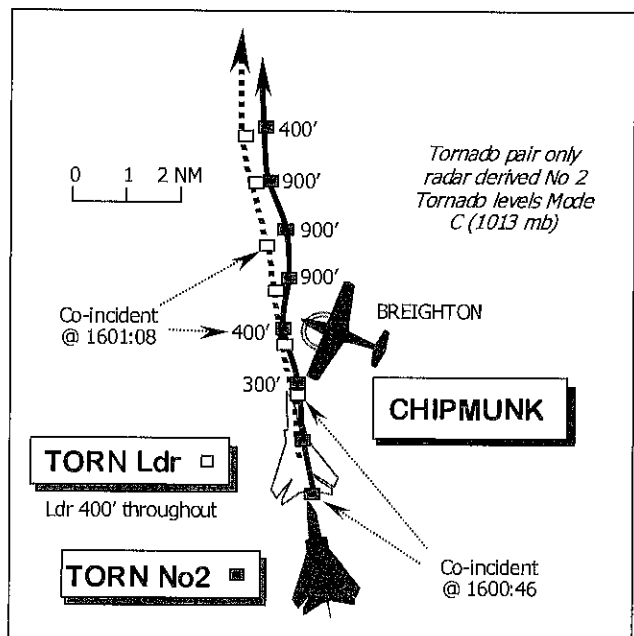 400'
0 1 2 NM
Tornado pair only
radar derived No 2
Tornado levels Mode
C (1013 mb)
900'
900'
900'
Co-incident
@ 1601:08
BREIGHTON
400'
300'
CHIPMUNK
TORN Ldr
Ldr 400' throughout
TORN No2
Co-incident
@ 1600:46